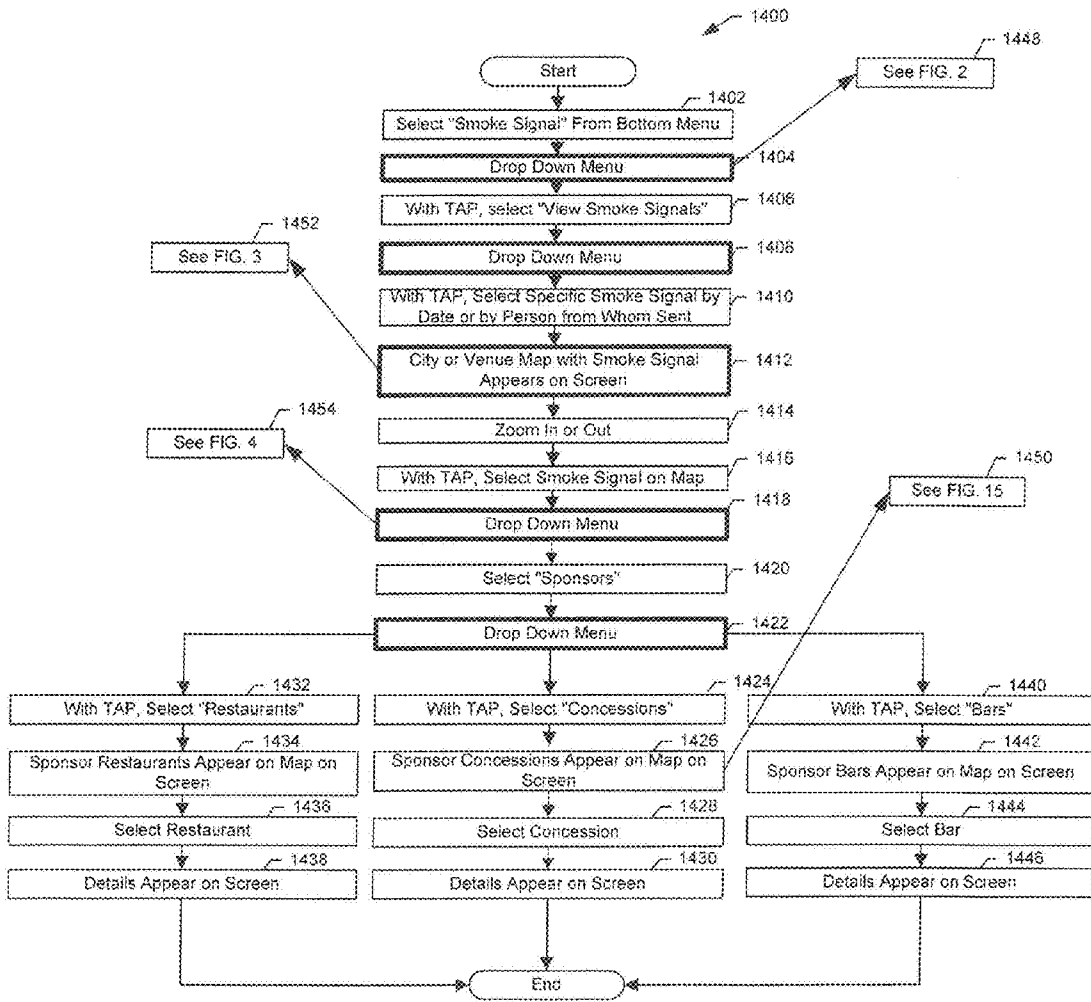 1400
1448
Start
See FIG. 2
1402
Select "Smoke Signal" From Bottom Menu
1404
Drop Down Menu
1406
With TAP, select "View Smoke Signals"
1452
See FIG. 3
1408
Drop Down Menu
1410
With TAP, Select Specific Smoke Signal by
Date or by Person from Whom Sent
1412
City or Venue Map with Smoke Signal
Appears on Screen
1414
Zoom In or Out
1454
See FIG. 4
1416
With TAP, Select Smoke Signal on Map
1450
See FIG. 15
1418
Drop Down Menu
1420
Select "Sponsors"
1422
Drop Down Menu
1432
With TAP, Select "Restaurants"
1424
With TAP, Select "Concessions"
1440
With TAP, Select "Bars"
1434
Sponsor Restaurants Appear on Map on
Screen
1426
Sponsor Concessions Appear on Map on
Screen
1442
Sponsor Bars Appear on Map on Screen
1436
Select Restaurant
1428
Select Concession
1444
Select Bar
1438
Details Appear on Screen
1430
Details Appear on Screen
1446
Details Appear on Screen
End